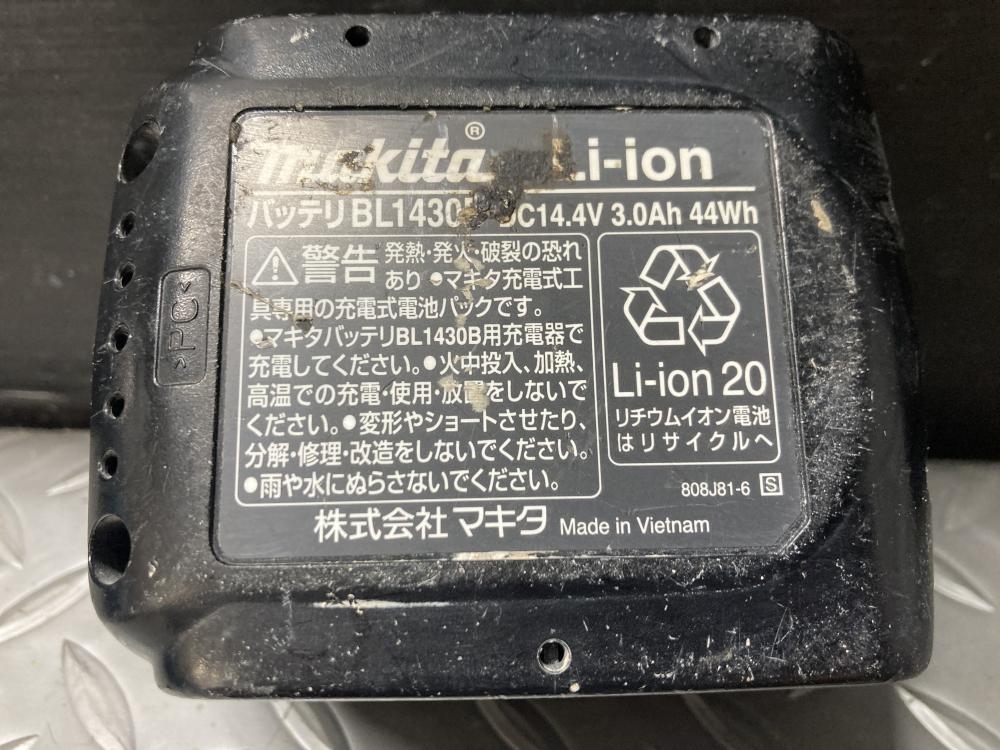 makita® Li-ion
バッテリ BL1430B DC14.4V 3.0Ah 44Wh
警告 発熱・発火・破裂の恐れ
あり ●マキタ充電式工
具専用の充電式電池パックです。
●マキタバッテリBL1430B用充電器で
充電してください。●火中投入、加熱、
高温での充電・使用・放置をしないで
ください。●変形やショートさせたり、
分解・修理・改造をしないでください。
●雨や水にぬらさないでください。
Li-ion 20
リチウムイオン電池
はリサイクルへ
808J81-6 S
株式会社 マキタ Made in Vietnam
>PC<